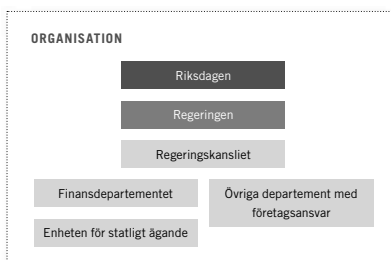 ORGANISATION
Riksdagen
Regeringen
Regeringskansliet
Finansdepartementet
Övriga departement med
företagsansvar
Enheten för statligt ägande